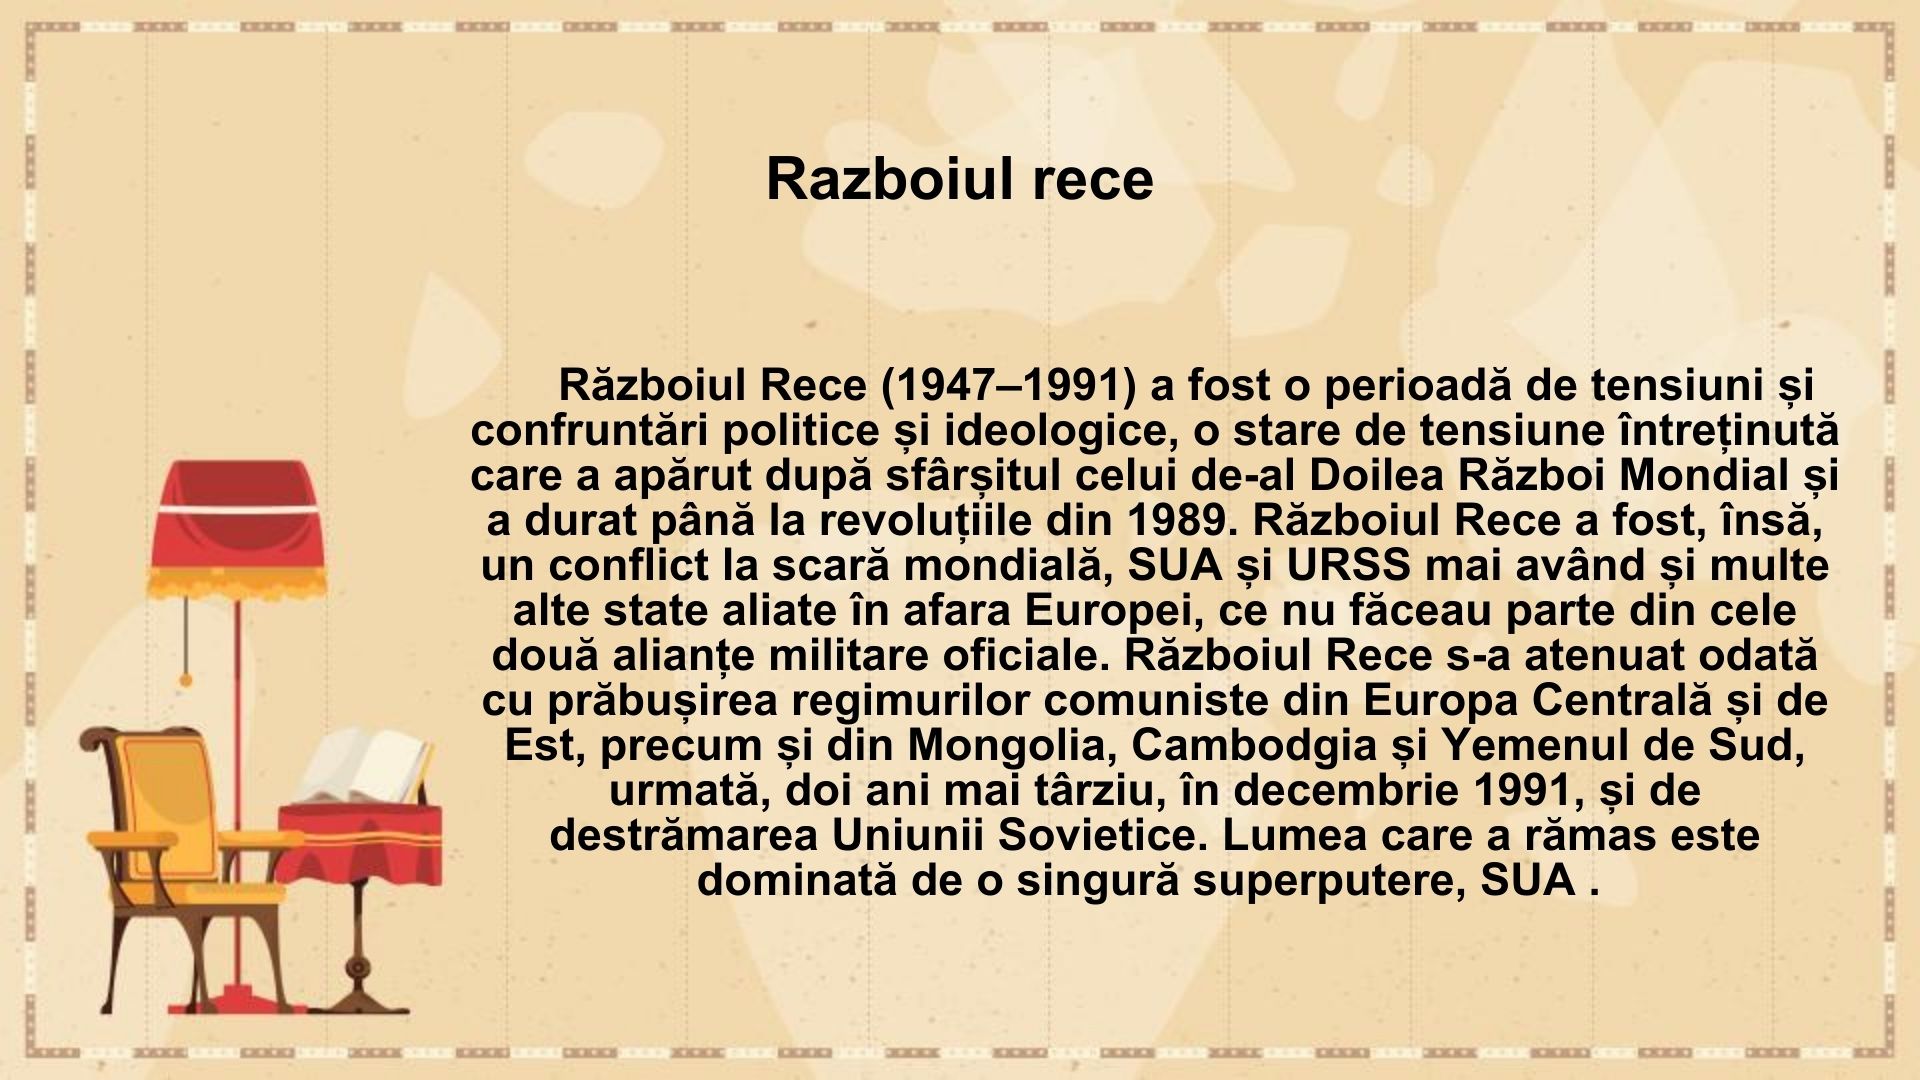 Razboiul rece
Războiul Rece (1947–1991) a fost o perioadă de tensiuni și
confruntări politice și ideologice, o stare de tensiune întreținută
care a apărut după sfârșitul celui de-al Doilea Război Mondial și
a durat până la revoluțiile din 1989. Războiul Rece a fost, însă,
un conflict la scară mondială, SUA și URSS mai având și multe
alte state aliate în afara Europei, ce nu făceau parte din cele
două alianțe militare oficiale. Războiul Rece s-a atenuat odată
cu prăbușirea regimurilor comuniste din Europa Centrală și de
Est, precum și din Mongolia, Cambodgia și Yemenul de Sud,
urmată, doi ani mai târziu, în decembrie 1991, și de
destrămarea Uniunii Sovietice. Lumea care a rămas este
dominată de o singură superputere, SUA .